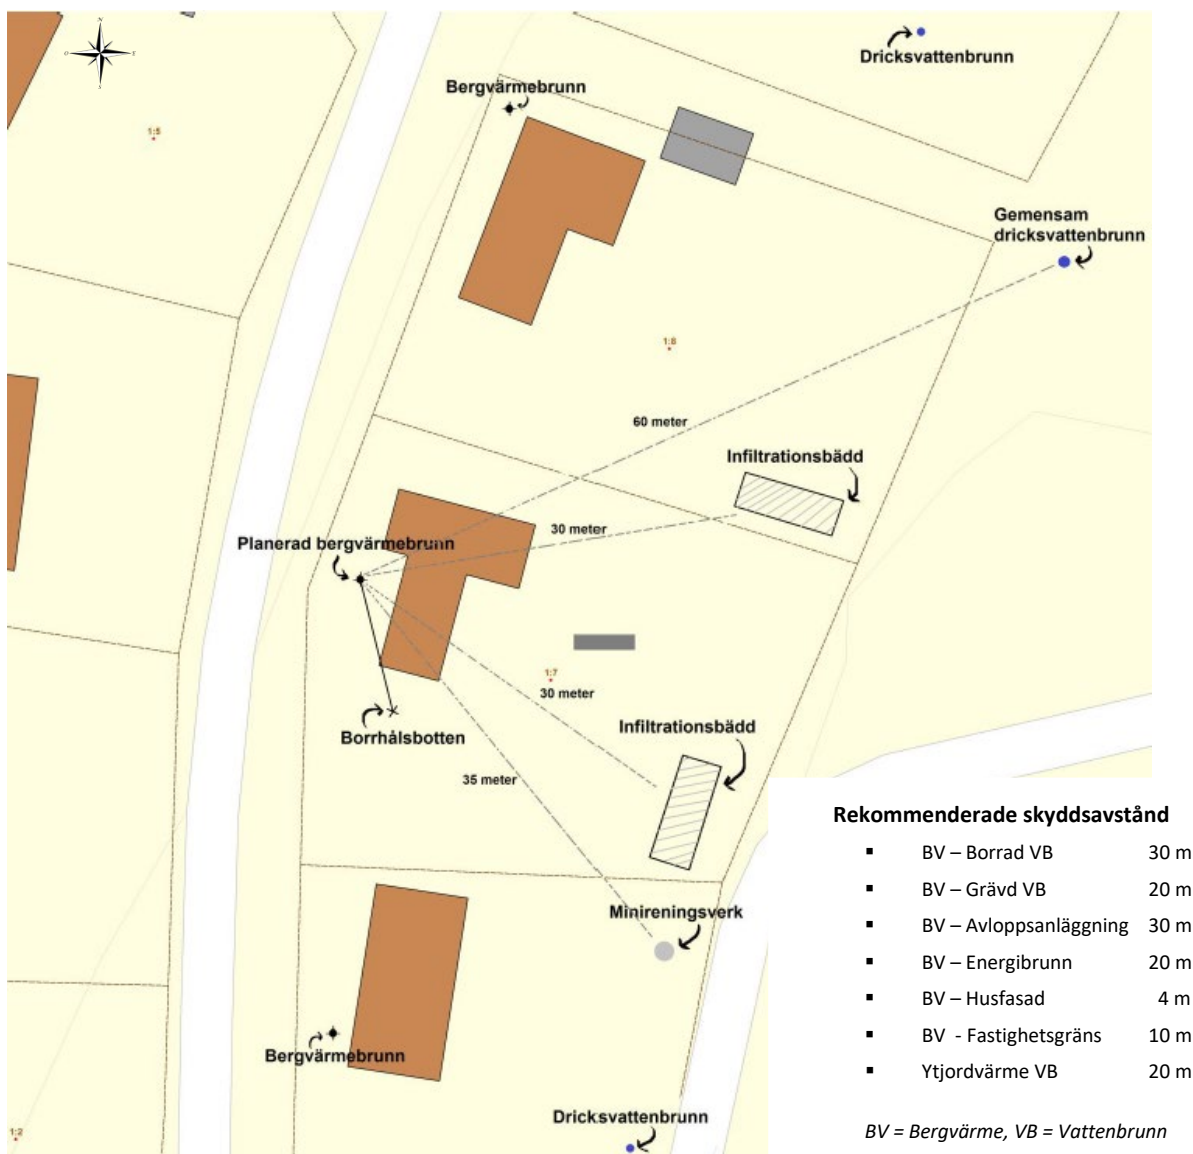 N
O
S
Dricksvattenbrunn
Bergvärmebrunn
1:5
Gemensam
dricksvattenbrunn
1:8
60 meter
Infiltrationsbädd
30 meter
Planerad bergvärmebrunn
1:7
30 meter
Infiltrationsbädd
Borrhålsbotten
35 meter
Minireningsverk
Bergvärmebrunn
Dricksvattenbrunn
1:2
Rekommenderade skyddsavstånd
▪ BV – Borrad VB 30 m
▪ BV – Grävd VB 20 m
▪ BV – Avloppsanläggning 30 m
▪ BV – Energibrunn 20 m
▪ BV – Husfasad 4 m
▪ BV - Fastighetsgräns 10 m
▪ Ytjordvärme VB 20 m
BV = Bergvärme, VB = Vattenbrunn